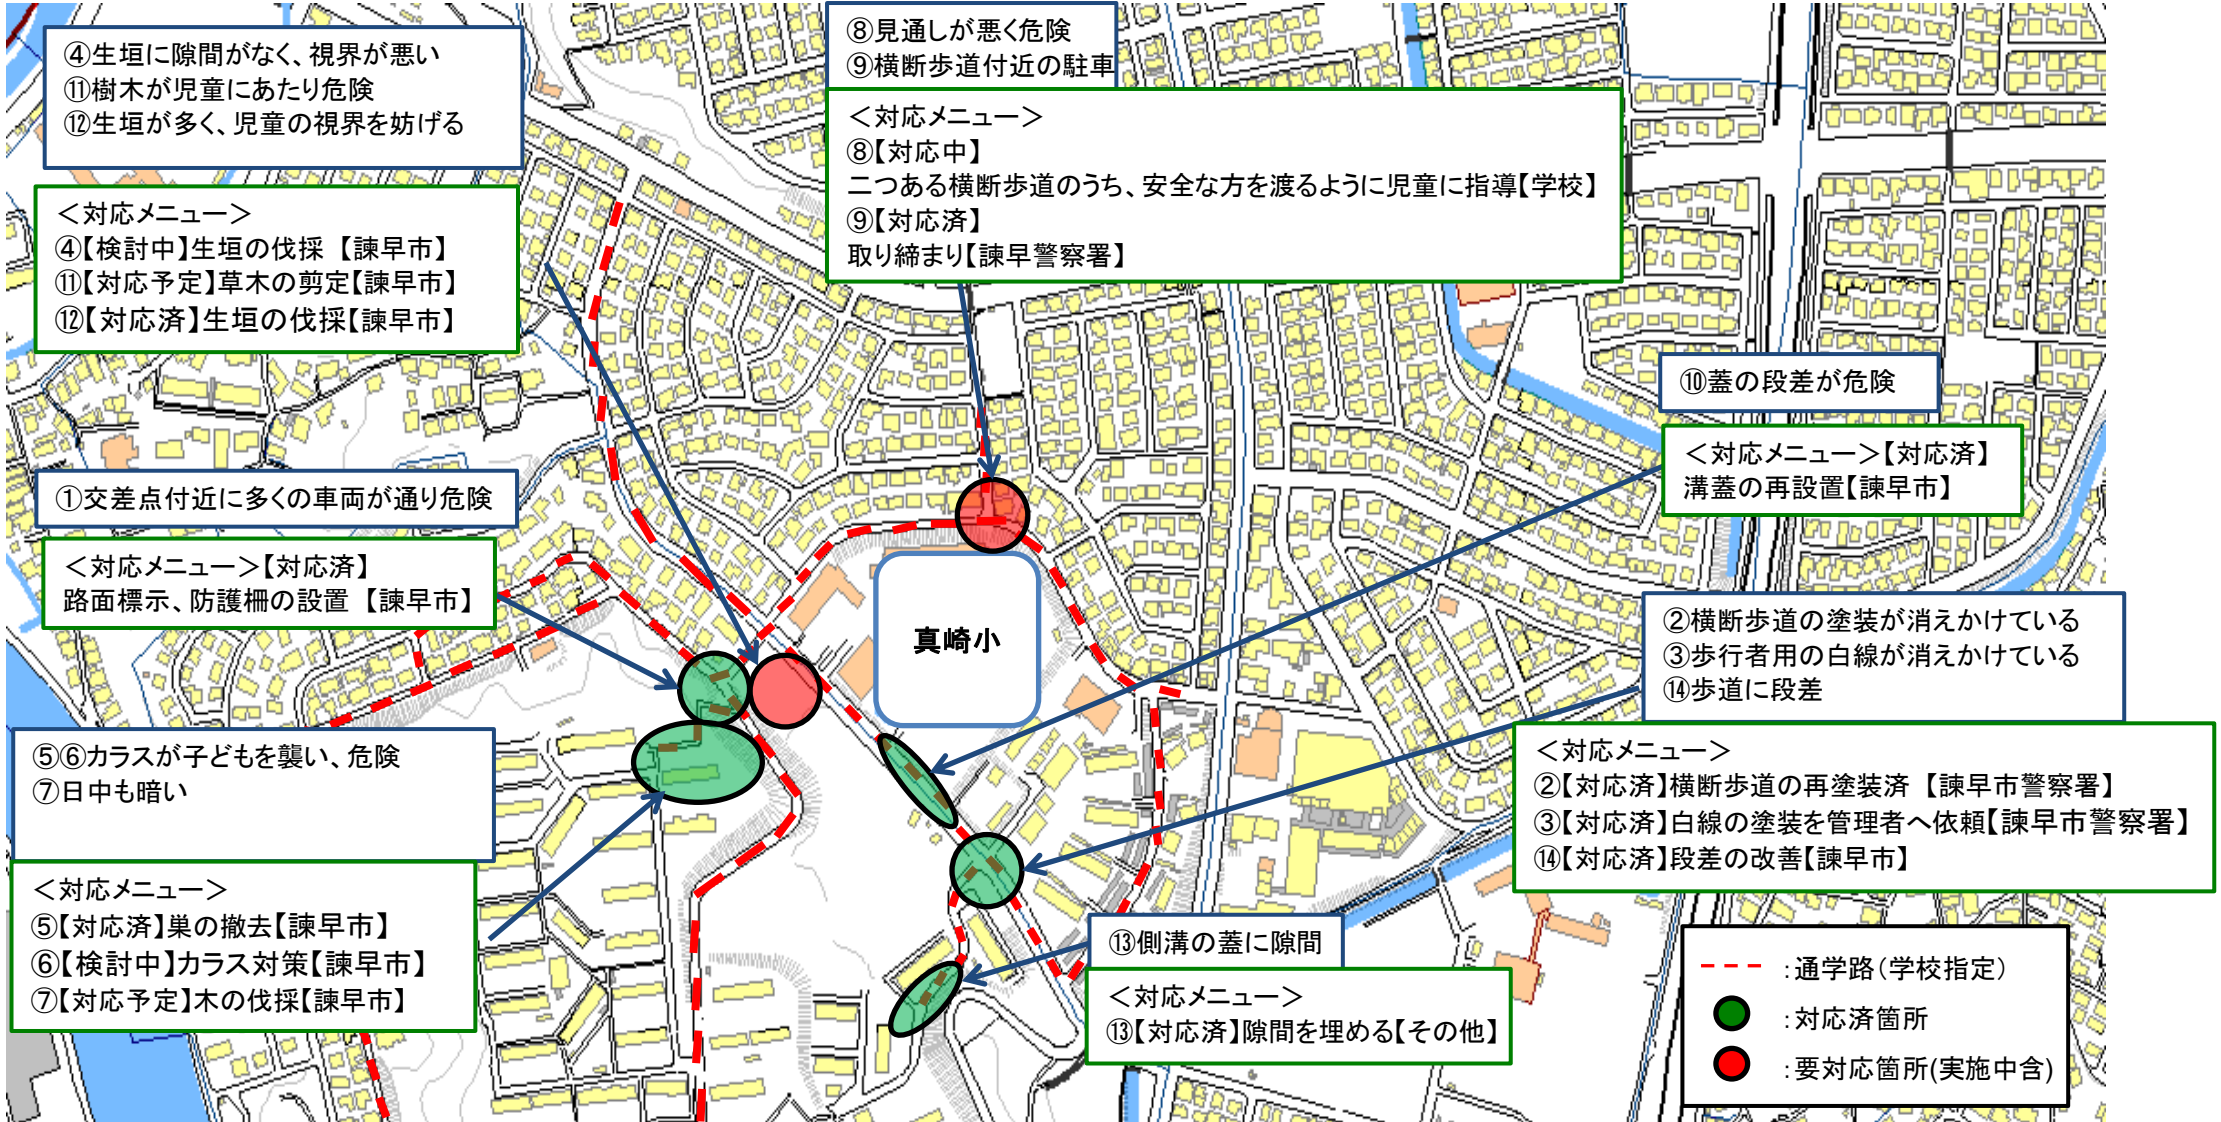 ④生垣に隙間がなく、視界が悪い
⑪樹木が児童にあたり危険
⑫生垣が多く、児童の視界を妨げる
<対応メニュー>
④【検討中】生垣の伐採 【諫早市】
⑪【対応予定】草木の剪定【諫早市】
⑫【対応済】生垣の伐採【諫早市】
⑧見通しが悪く危険
⑨横断歩道付近の駐車
<対応メニュー>
⑧【対応中】
二つある横断歩道のうち、安全な方を渡るように児童に指導【学校】
⑨【対応済】
取り締まり【諫早警察署】
⑩蓋の段差が危険
<対応メニュー>【対応済】
溝蓋の再設置【諫早市】
①交差点付近に多くの車両が通り危険
<対応メニュー>【対応済】
路面標示、防護柵の設置 【諫早市】
真崎小
②横断歩道の塗装が消えかけている
③歩行者用の白線が消えかけている
⑭歩道に段差
<対応メニュー>
②【対応済】横断歩道の再塗装済 【諫早市警察署】
③【対応済】白線の塗装を管理者へ依頼【諫早市警察署】
⑭【対応済】段差の改善【諫早市】
⑤⑥カラスが子どもを襲い、危険
⑦日中も暗い
<対応メニュー>
⑤【対応済】巣の撤去【諫早市】
⑥【検討中】カラス対策【諫早市】
⑦【対応予定】木の伐採【諫早市】
⑬側溝の蓋に隙間
<対応メニュー>
⑬【対応済】隙間を埋める【その他】
:通学路(学校指定)
:対応済箇所
:要対応箇所(実施中含)